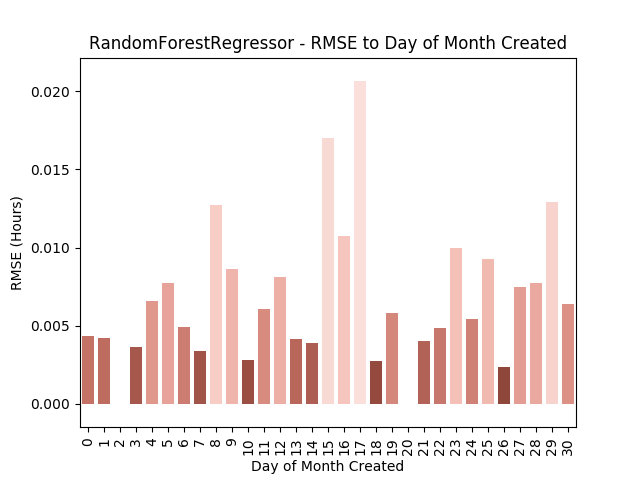 RandomForestRegressor - RMSE to Day of Month Created
RMSE (Hours)
0.020
0.015
0.010
0.005
0.000
0 1 2 3 4 5 6 7 8 9 10 11 12 13 14 15 16 17 18 19 20 21 22 23 24 25 26 27 28 29 30
Day of Month Created